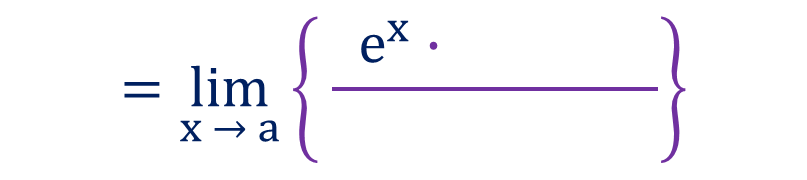 = lim x → a { eˣ · }